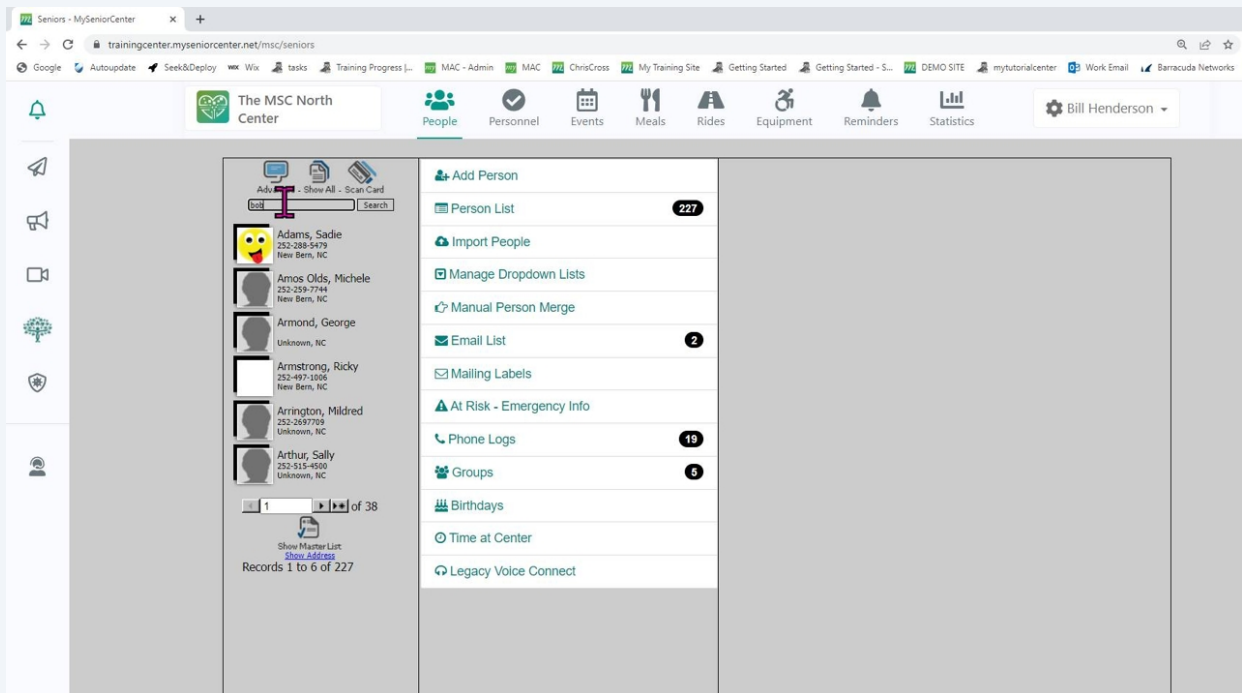 Seniors - MySeniorCenter
trainingcenter.myseniorcenter.net/msc/seniors
Google Autoupdate Seek&Deploy Wix tasks Training Progress |... MAC - Admin MAC ChrisCross My Training Site Getting Started Getting Started - S... DEMO SITE mytutorialcenter Work Email Barracuda Networks
The MSC North
Center
People Personnel Events Meals Rides Equipment Reminders Statistics
Bill Henderson
- Show All - Scan Card
bob Search
Adams, Sadie
252-288-5479
New Bern, NC
Amos Olds, Michele
252-259-7744
New Bern, NC
Armond, George
Unknown, NC
Armstrong, Ricky
252-497-1006
New Bern, NC
Arrington, Mildred
252-2697709
Unknown, NC
Arthur, Sally
252-515-4500
Unknown, NC
1 of 38
Show Master List
Show Address
Records 1 to 6 of 227
Add Person
Person List 227
Import People
Manage Dropdown Lists
Manual Person Merge
Email List 2
Mailing Labels
At Risk - Emergency Info
Phone Logs 19
Groups 5
Birthdays
Time at Center
Legacy Voice Connect